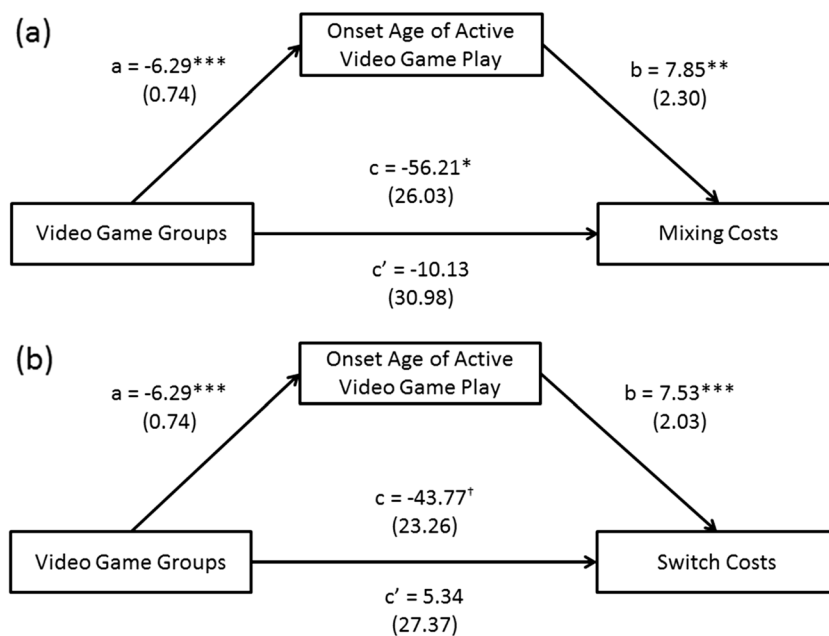 (a)
Onset Age of Active
Video Game Play
a = -6.29***
(0.74)
b = 7.85**
(2.30)
c = -56.21*
(26.03)
Video Game Groups
Mixing Costs
c’ = -10.13
(30.98)
(b)
Onset Age of Active
Video Game Play
a = -6.29***
(0.74)
b = 7.53***
(2.03)
c = -43.77†
(23.26)
Video Game Groups
Switch Costs
c’ = 5.34
(27.37)